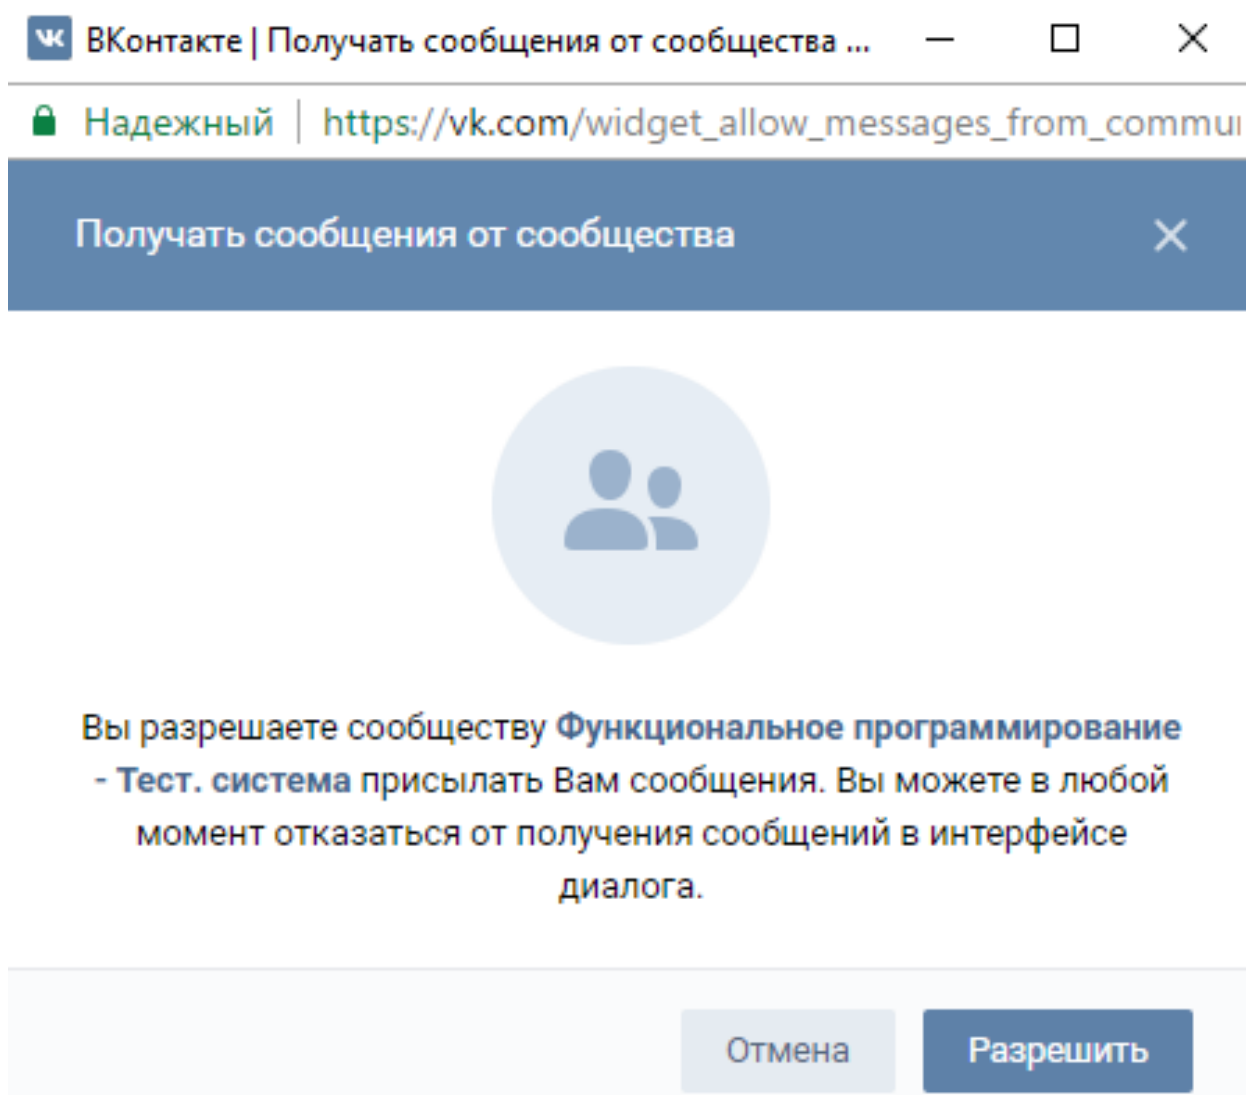 ВКонтакте | Получать сообщения от сообщества ...
Надежный | https://vk.com/widget_allow_messages_from_commu
Получать сообщения от сообщества
Вы разрешаете сообществу Функциональное программирование
- Тест. система присылать Вам сообщения. Вы можете в любой
момент отказаться от получения сообщений в интерфейсе
диалога.
Отмена
Разрешить